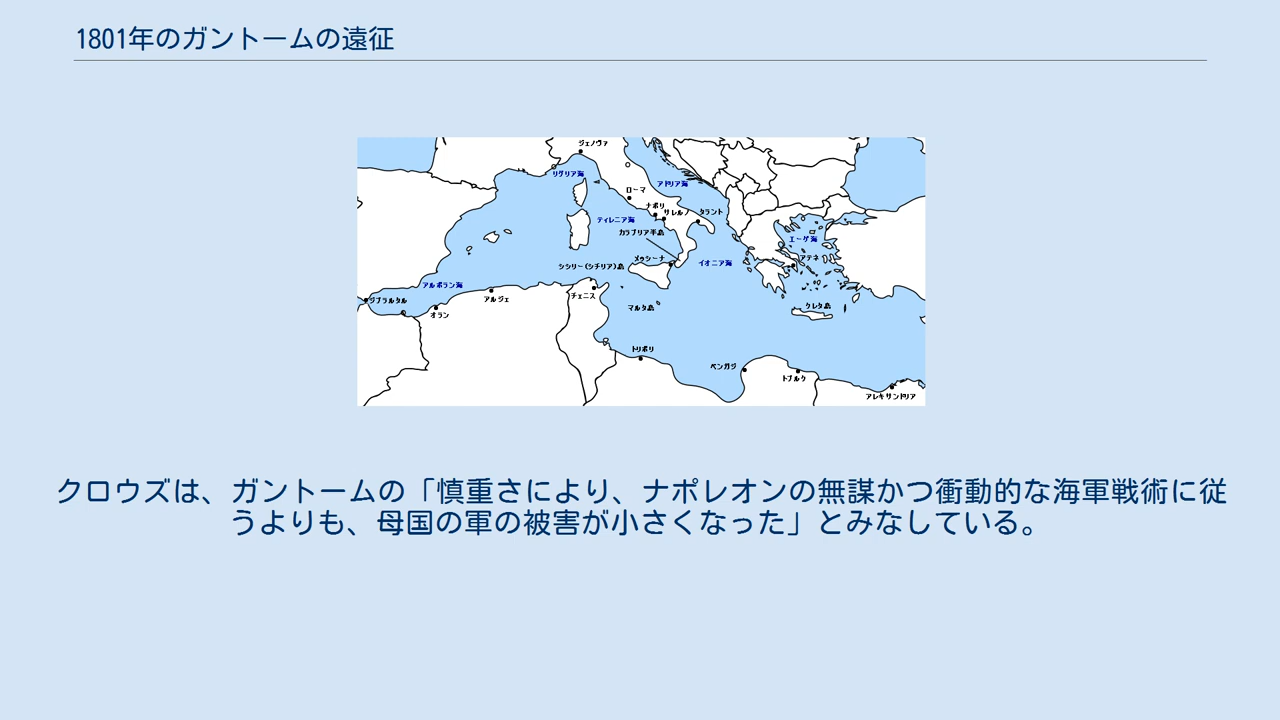 1801年のガントームの遠征
ジェノヴァ
リグリア海
アドリア海
ローマ
ナポリ
サレルノ
タラント
ティレニア海
カラブリア半島
エーゲ海
メッシーナ
イオニア海
アテネ
シシリー(シチリア)島
アルボラン海
チュニス
ジブラルタル
アルジェ
オラン
マルタ島
クレタ島
トリポリ
ベンガジ
トブルク
アレキサンドリア
クロウズは、ガントームの「慎重さにより、ナポレオンの無謀かつ衝動的な海軍戦術に従
うよりも、母国の軍の被害が小さくなった」とみなしている。